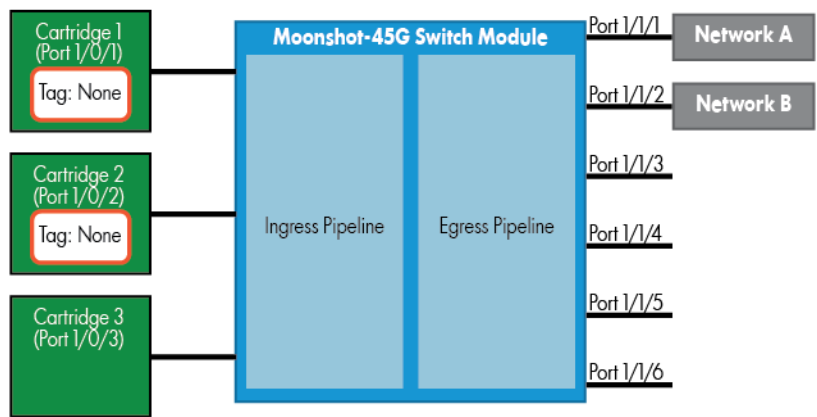 Cartridge 1
(Port 1/0/1)
Tag: None
Cartridge 2
(Port 1/0/2)
Tag: None
Cartridge 3
(Port 1/0/3)
Moonshot-45G Switch Module
Ingress Pipeline
Egress Pipeline
Port 1/1/1
Network A
Port 1/1/2
Network B
Port 1/1/3
Port 1/1/4
Port 1/1/5
Port 1/1/6